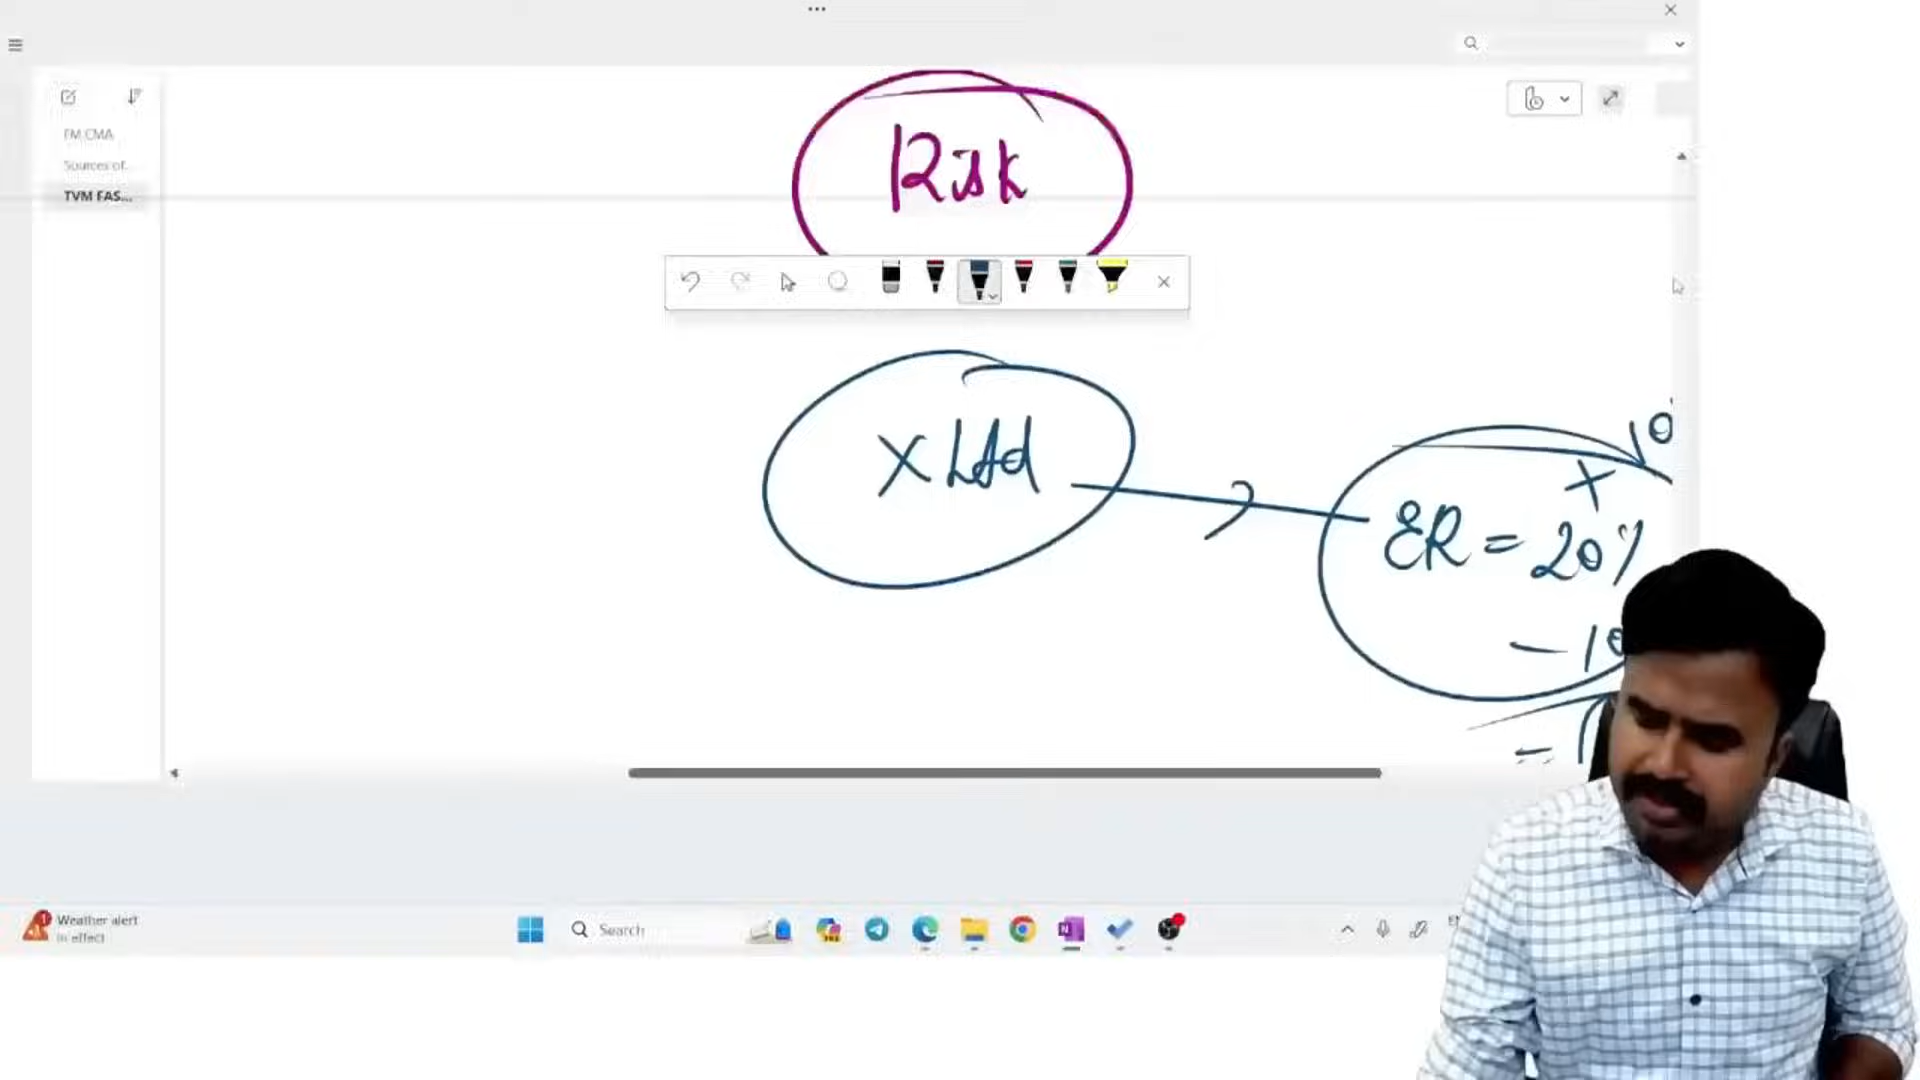 FM CMA
Sources of...
TVM FAS...
Risk
X Ltd
10
+
ER = 20%
- 10
=
Weather alert
In effect
Search